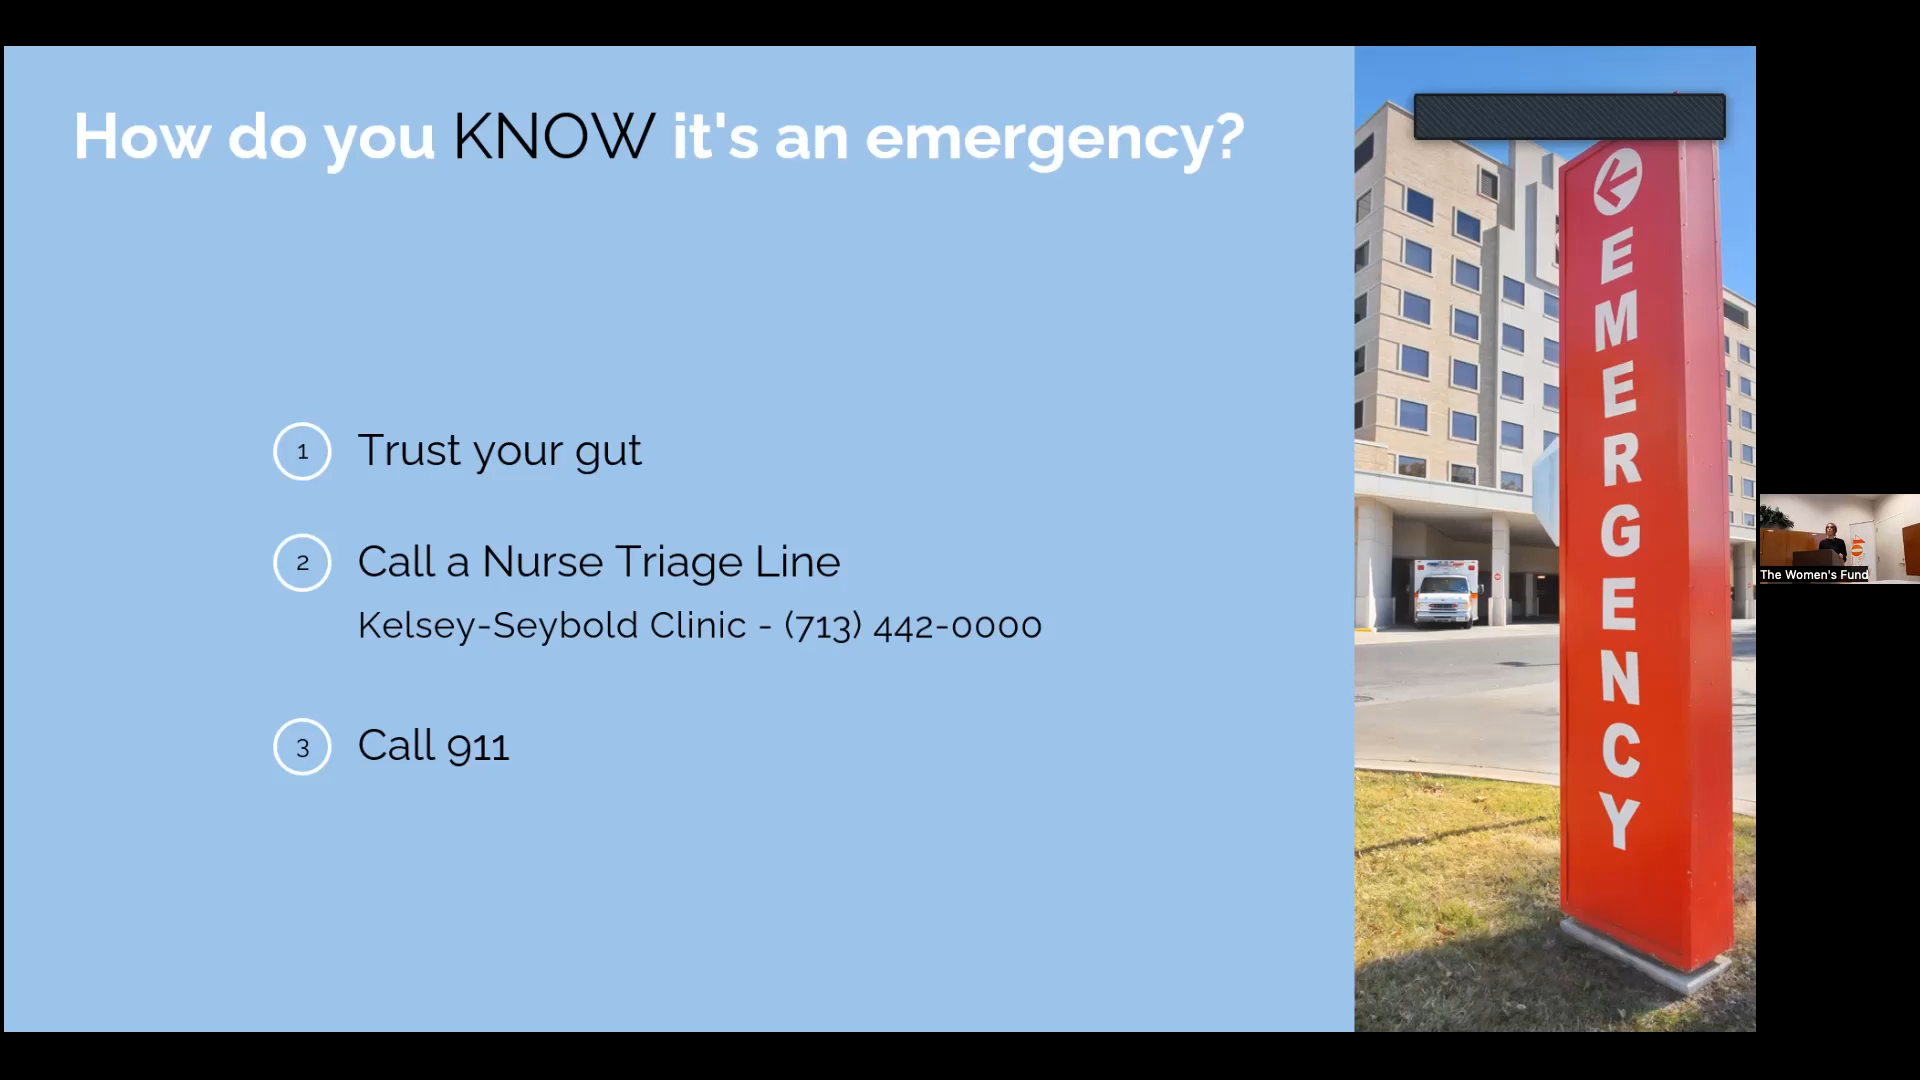 How do you KNOW it's an emergency?
1 Trust your gut
2 Call a Nurse Triage Line
Kelsey-Seybold Clinic - (713) 442-0000
3 Call 911
EMERGENCY
The Women's Fund
40